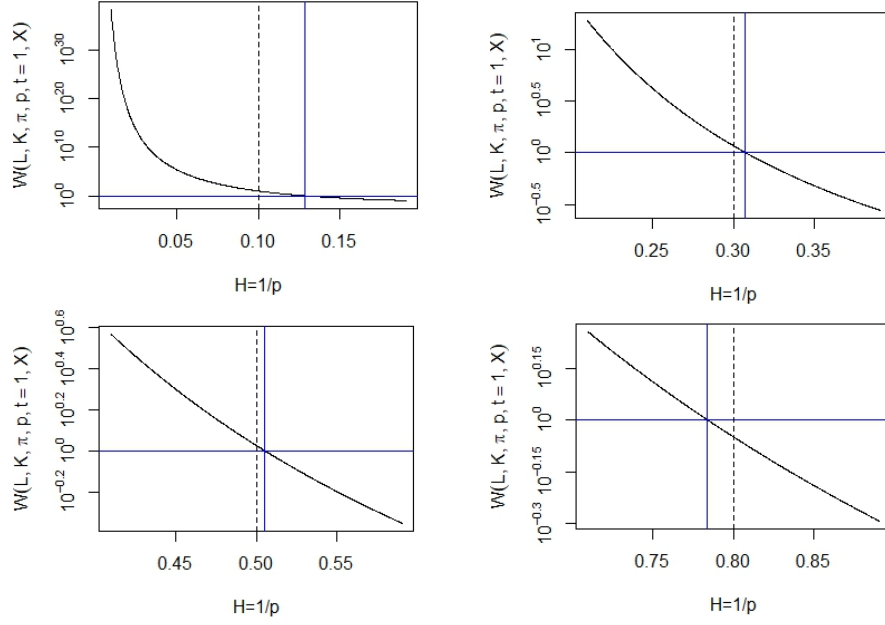 W(L, K, π, p, t = 1, X)
10^30
10^20
10^10
10^0
0.05 0.10 0.15
H=1/p
W(L, K, π, p, t = 1, X)
10^1
10^0.5
10^0
10^-0.5
0.25 0.30 0.35
H=1/p
W(L, K, π, p, t = 1, X)
10^0.6
10^0.4
10^0.2
10^0
10^-0.2
0.45 0.50 0.55
H=1/p
W(L, K, π, p, t = 1, X)
10^0.15
10^0
10^-0.15
10^-0.3
0.75 0.80 0.85
H=1/p